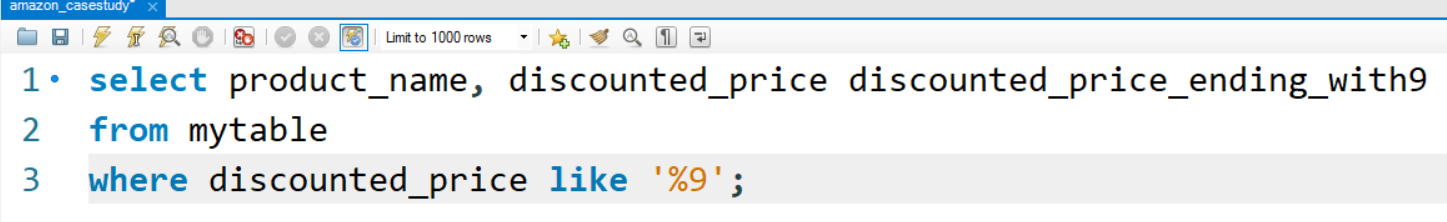 amazon_casestudy*
Limit to 1000 rows
1 select product_name, discounted_price discounted_price_ending_with9
2 from mytable
3 where discounted_price like '%9';